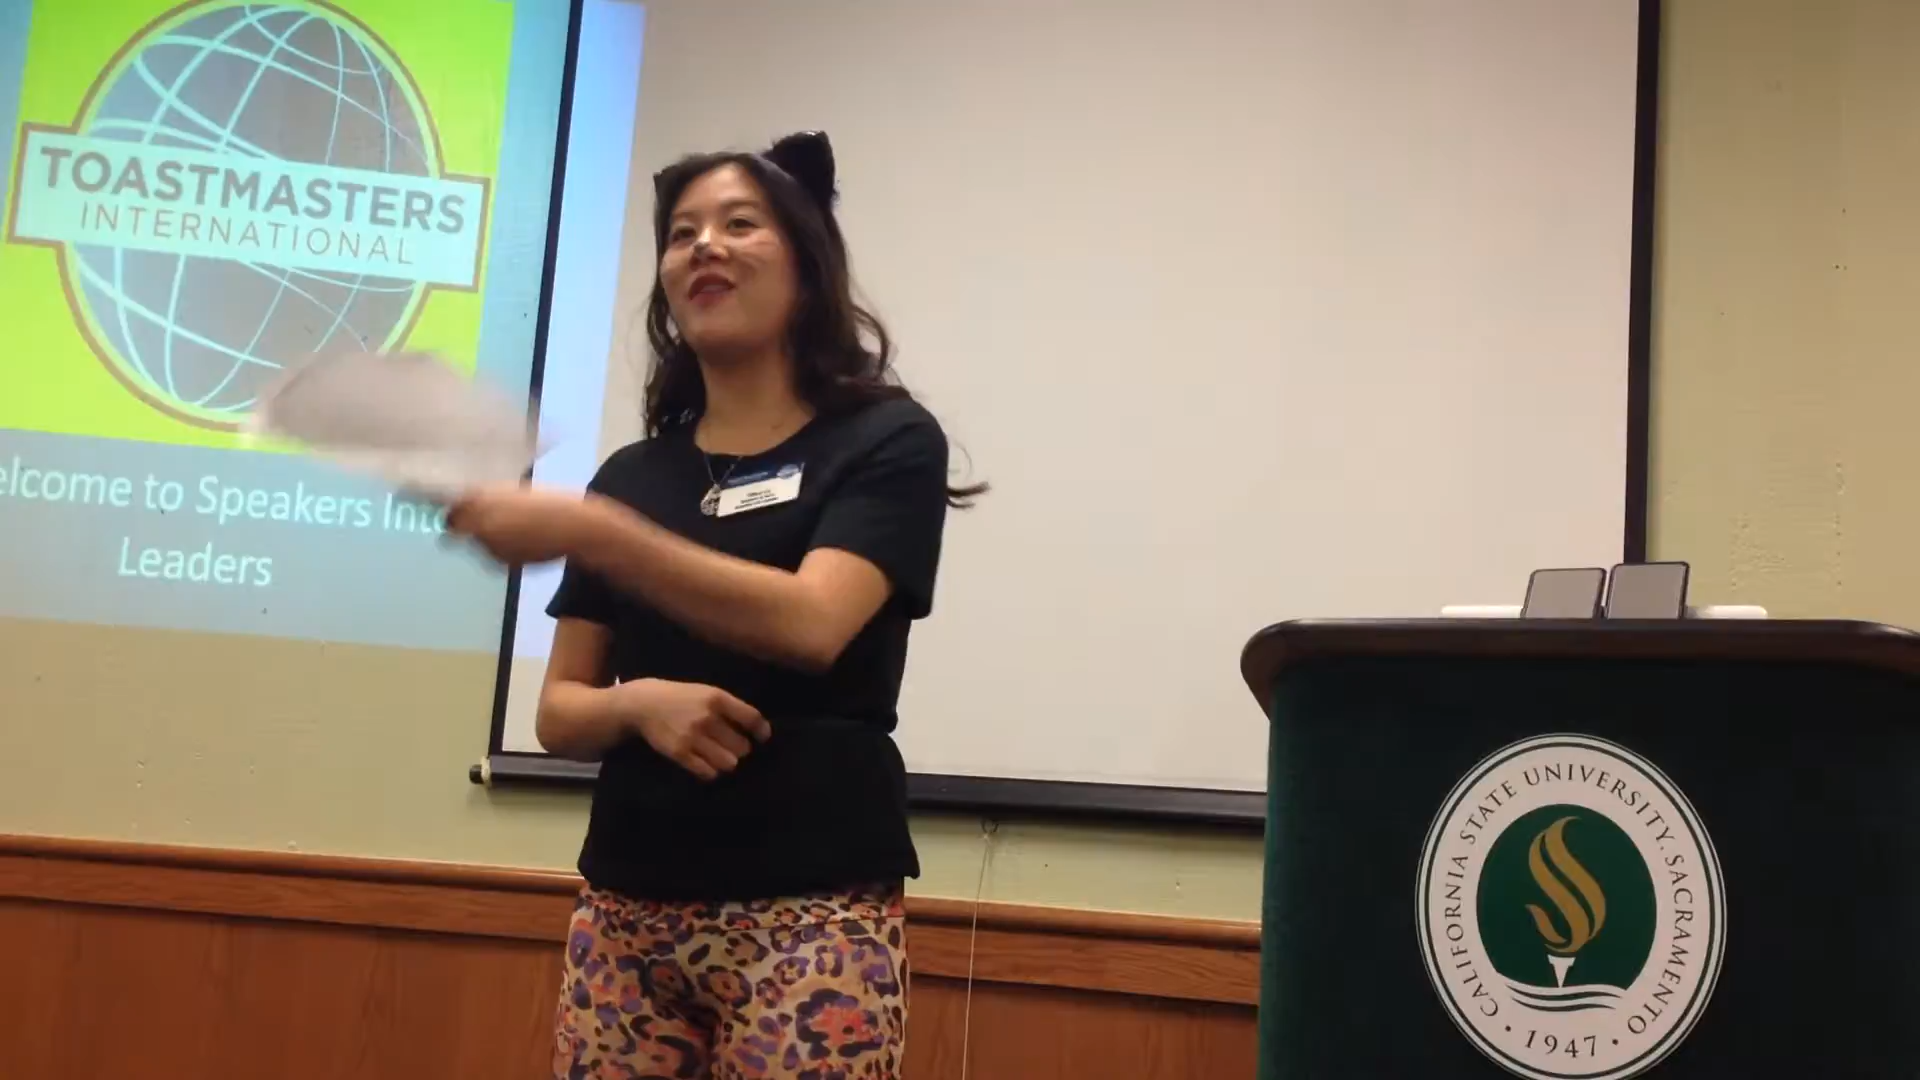 TOASTMASTERS
INTERNATIONAL
elcome to Speakers Int
Leaders
CALIFORNIA STATE UNIVERSITY, SACRAMENTO
• 1947 •